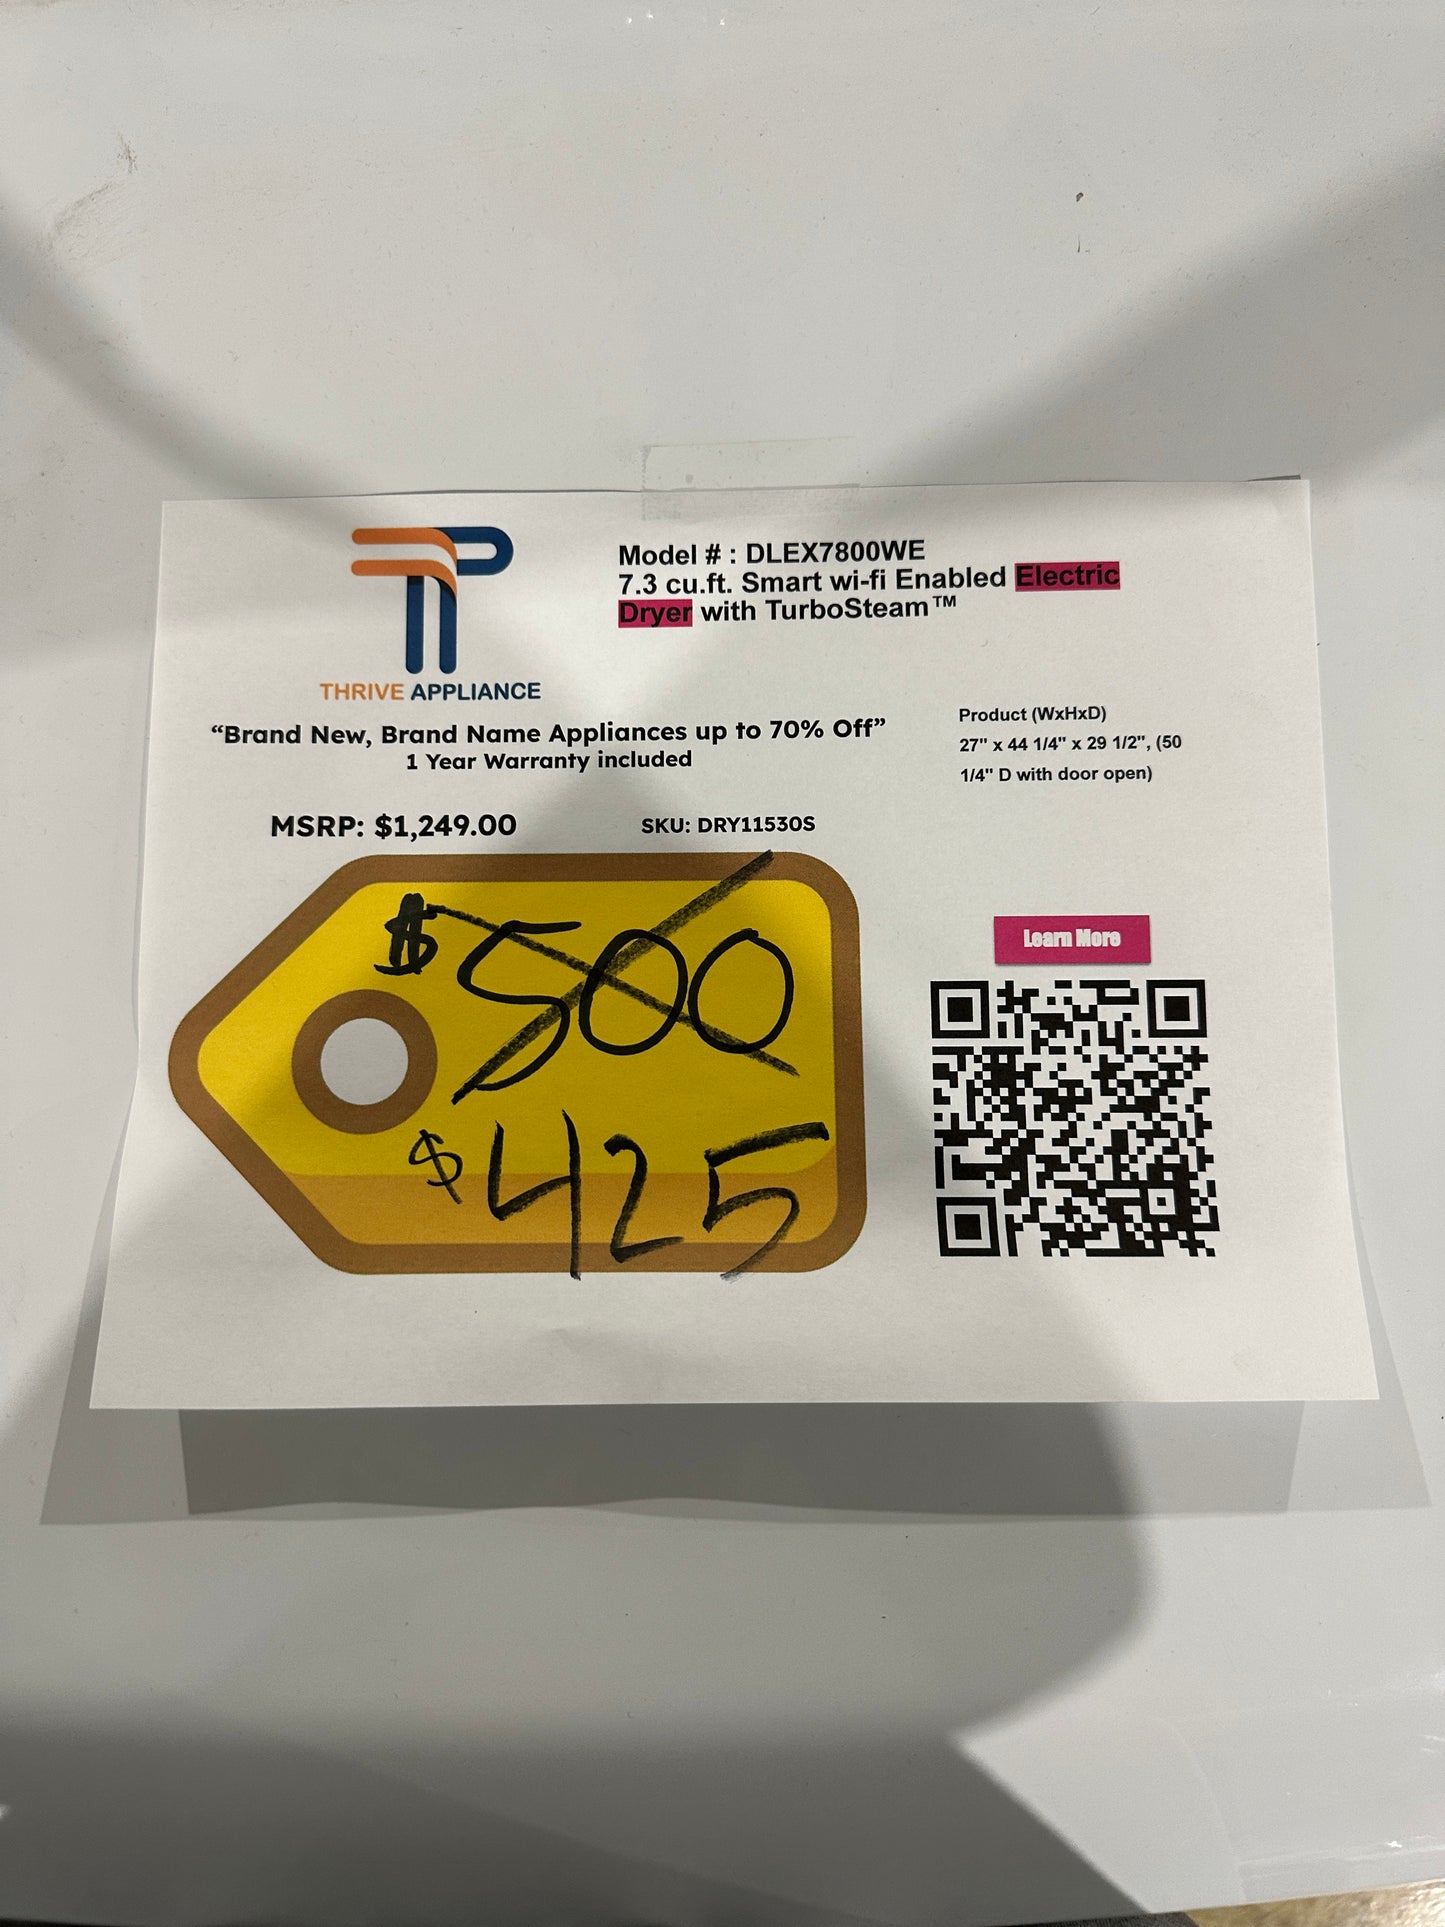 Model # : DLEX7800WE
7.3 cu.ft. Smart wi-fi Enabled Electric
Dryer with TurboSteam™
THRIVE APPLIANCE
“Brand New, Brand Name Appliances up to 70% Off”
1 Year Warranty included
Product (WxHxD)
27" x 44 1/4" x 29 1/2", (50
1/4" D with door open)
MSRP: $1,249.00
SKU: DRY11530S
$500
$425
Learn More